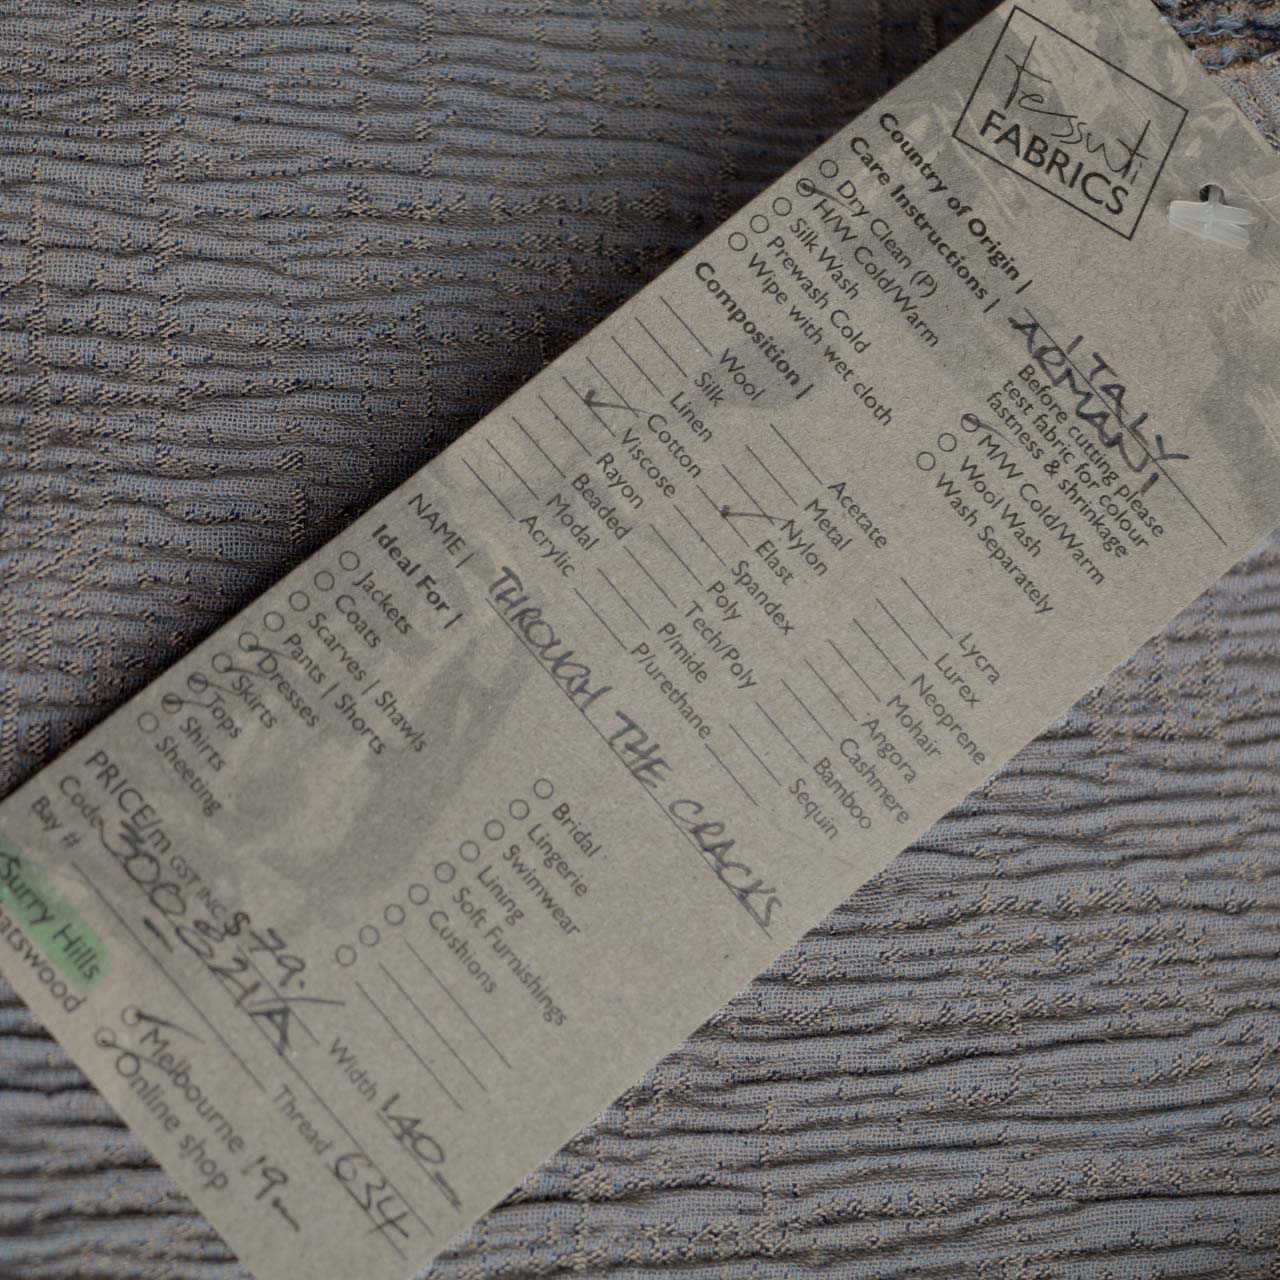 tessuti
FABRICS
Country of Origin | ITALY
ARMANI
Care Instructions | Before cutting please
test fabric for colour
fastness & shrinkage
Dry Clean (P)
H/W Cold/Warm
Silk Wash
Prewash Cold
Wipe with wet cloth
M/W Cold/Warm
Wool Wash
Wash Separately
Composition |
Wool
Silk
Linen
Cotton
Viscose
Rayon
Beaded
Modal
Acrylic
Acetate
Metal
Nylon
Elast
Spandex
Poly
Tech/Poly
P/mide
P/urethane
Lycra
Lurex
Neoprene
Mohair
Angora
Cashmere
Bamboo
Sequin
NAME | THROUGH THE CRACKS
Ideal For |
Jackets
Coats
Scarves | Shawls
Pants | Shorts
Dresses
Skirts
Tops
Shirts
Sheeting
Bridal
Lingerie
Swimwear
Lining
Soft Furnishings
Cushions
PRICE/m GST INC $79. Width 140
Code Thread 634
Bay #
Surry Hills
Melbourne 19m
Online shop